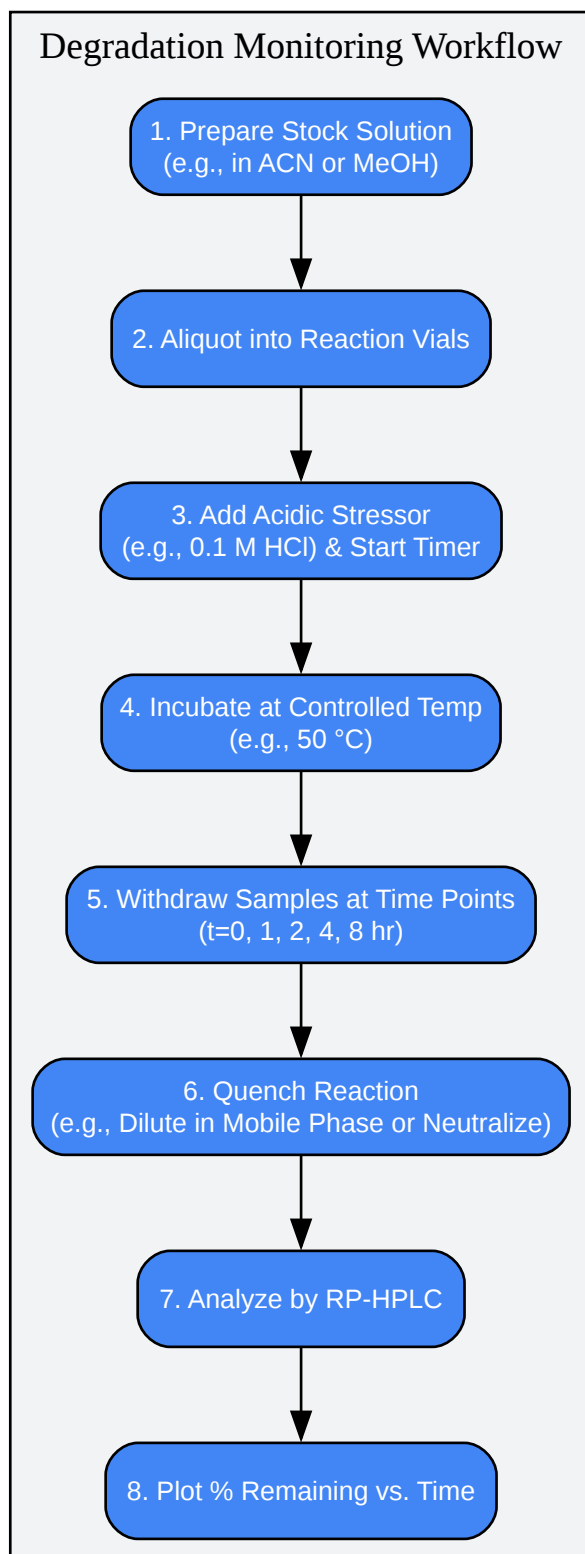 Degradation Monitoring Workflow
1. Prepare Stock Solution
(e.g., in ACN or MeOH)
2. Aliquot into Reaction Vials
3. Add Acidic Stressor
(e.g., 0.1 M HCl) & Start Timer
4. Incubate at Controlled Temp
(e.g., 50 °C)
5. Withdraw Samples at Time Points
(t=0, 1, 2, 4, 8 hr)
6. Quench Reaction
(e.g., Dilute in Mobile Phase or Neutralize)
7. Analyze by RP-HPLC
8. Plot % Remaining vs. Time